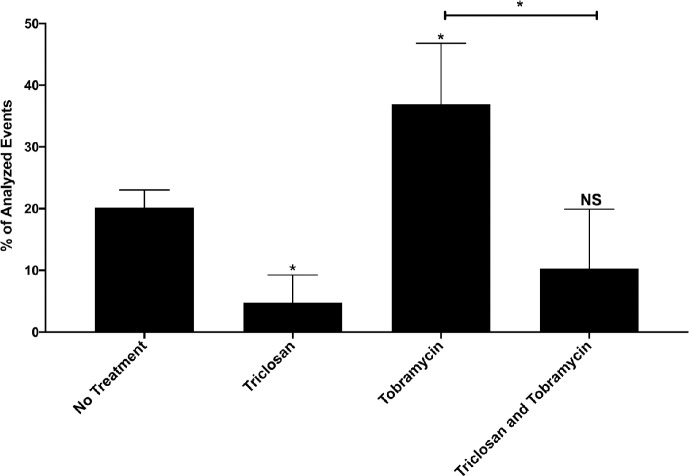 *
50
*
40
30
NS
20
*
10
0
% of Analyzed Events
No Treatment
Triclosan
Tobramycin
Triclosan and Tobramycin